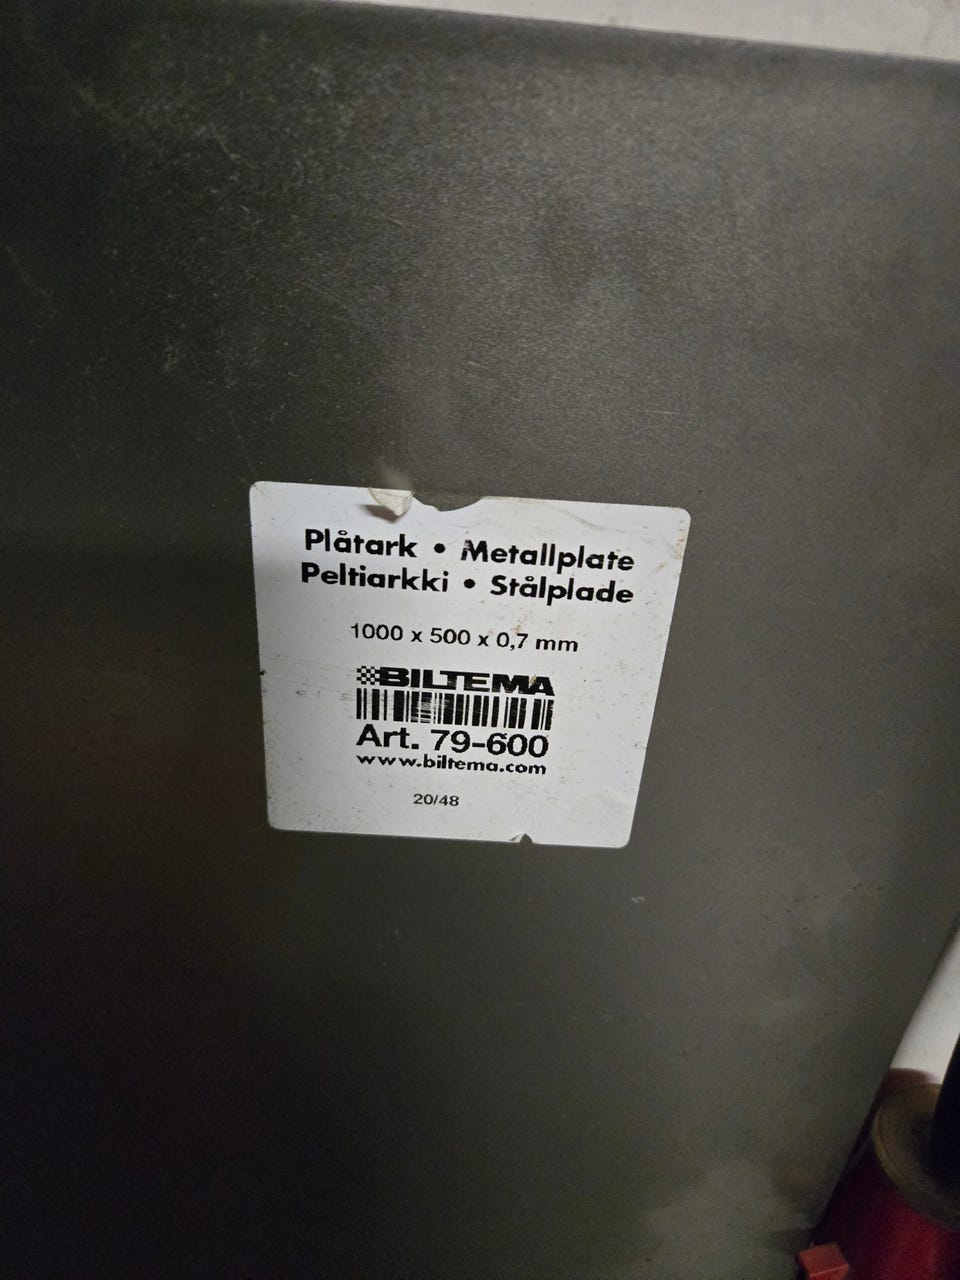 Plåtark • Metallplate
Peltiarkki • Stålplade
1000 x 500 x 0,7 mm
BILTEMA
Art. 79-600
www.biltema.com
20/48